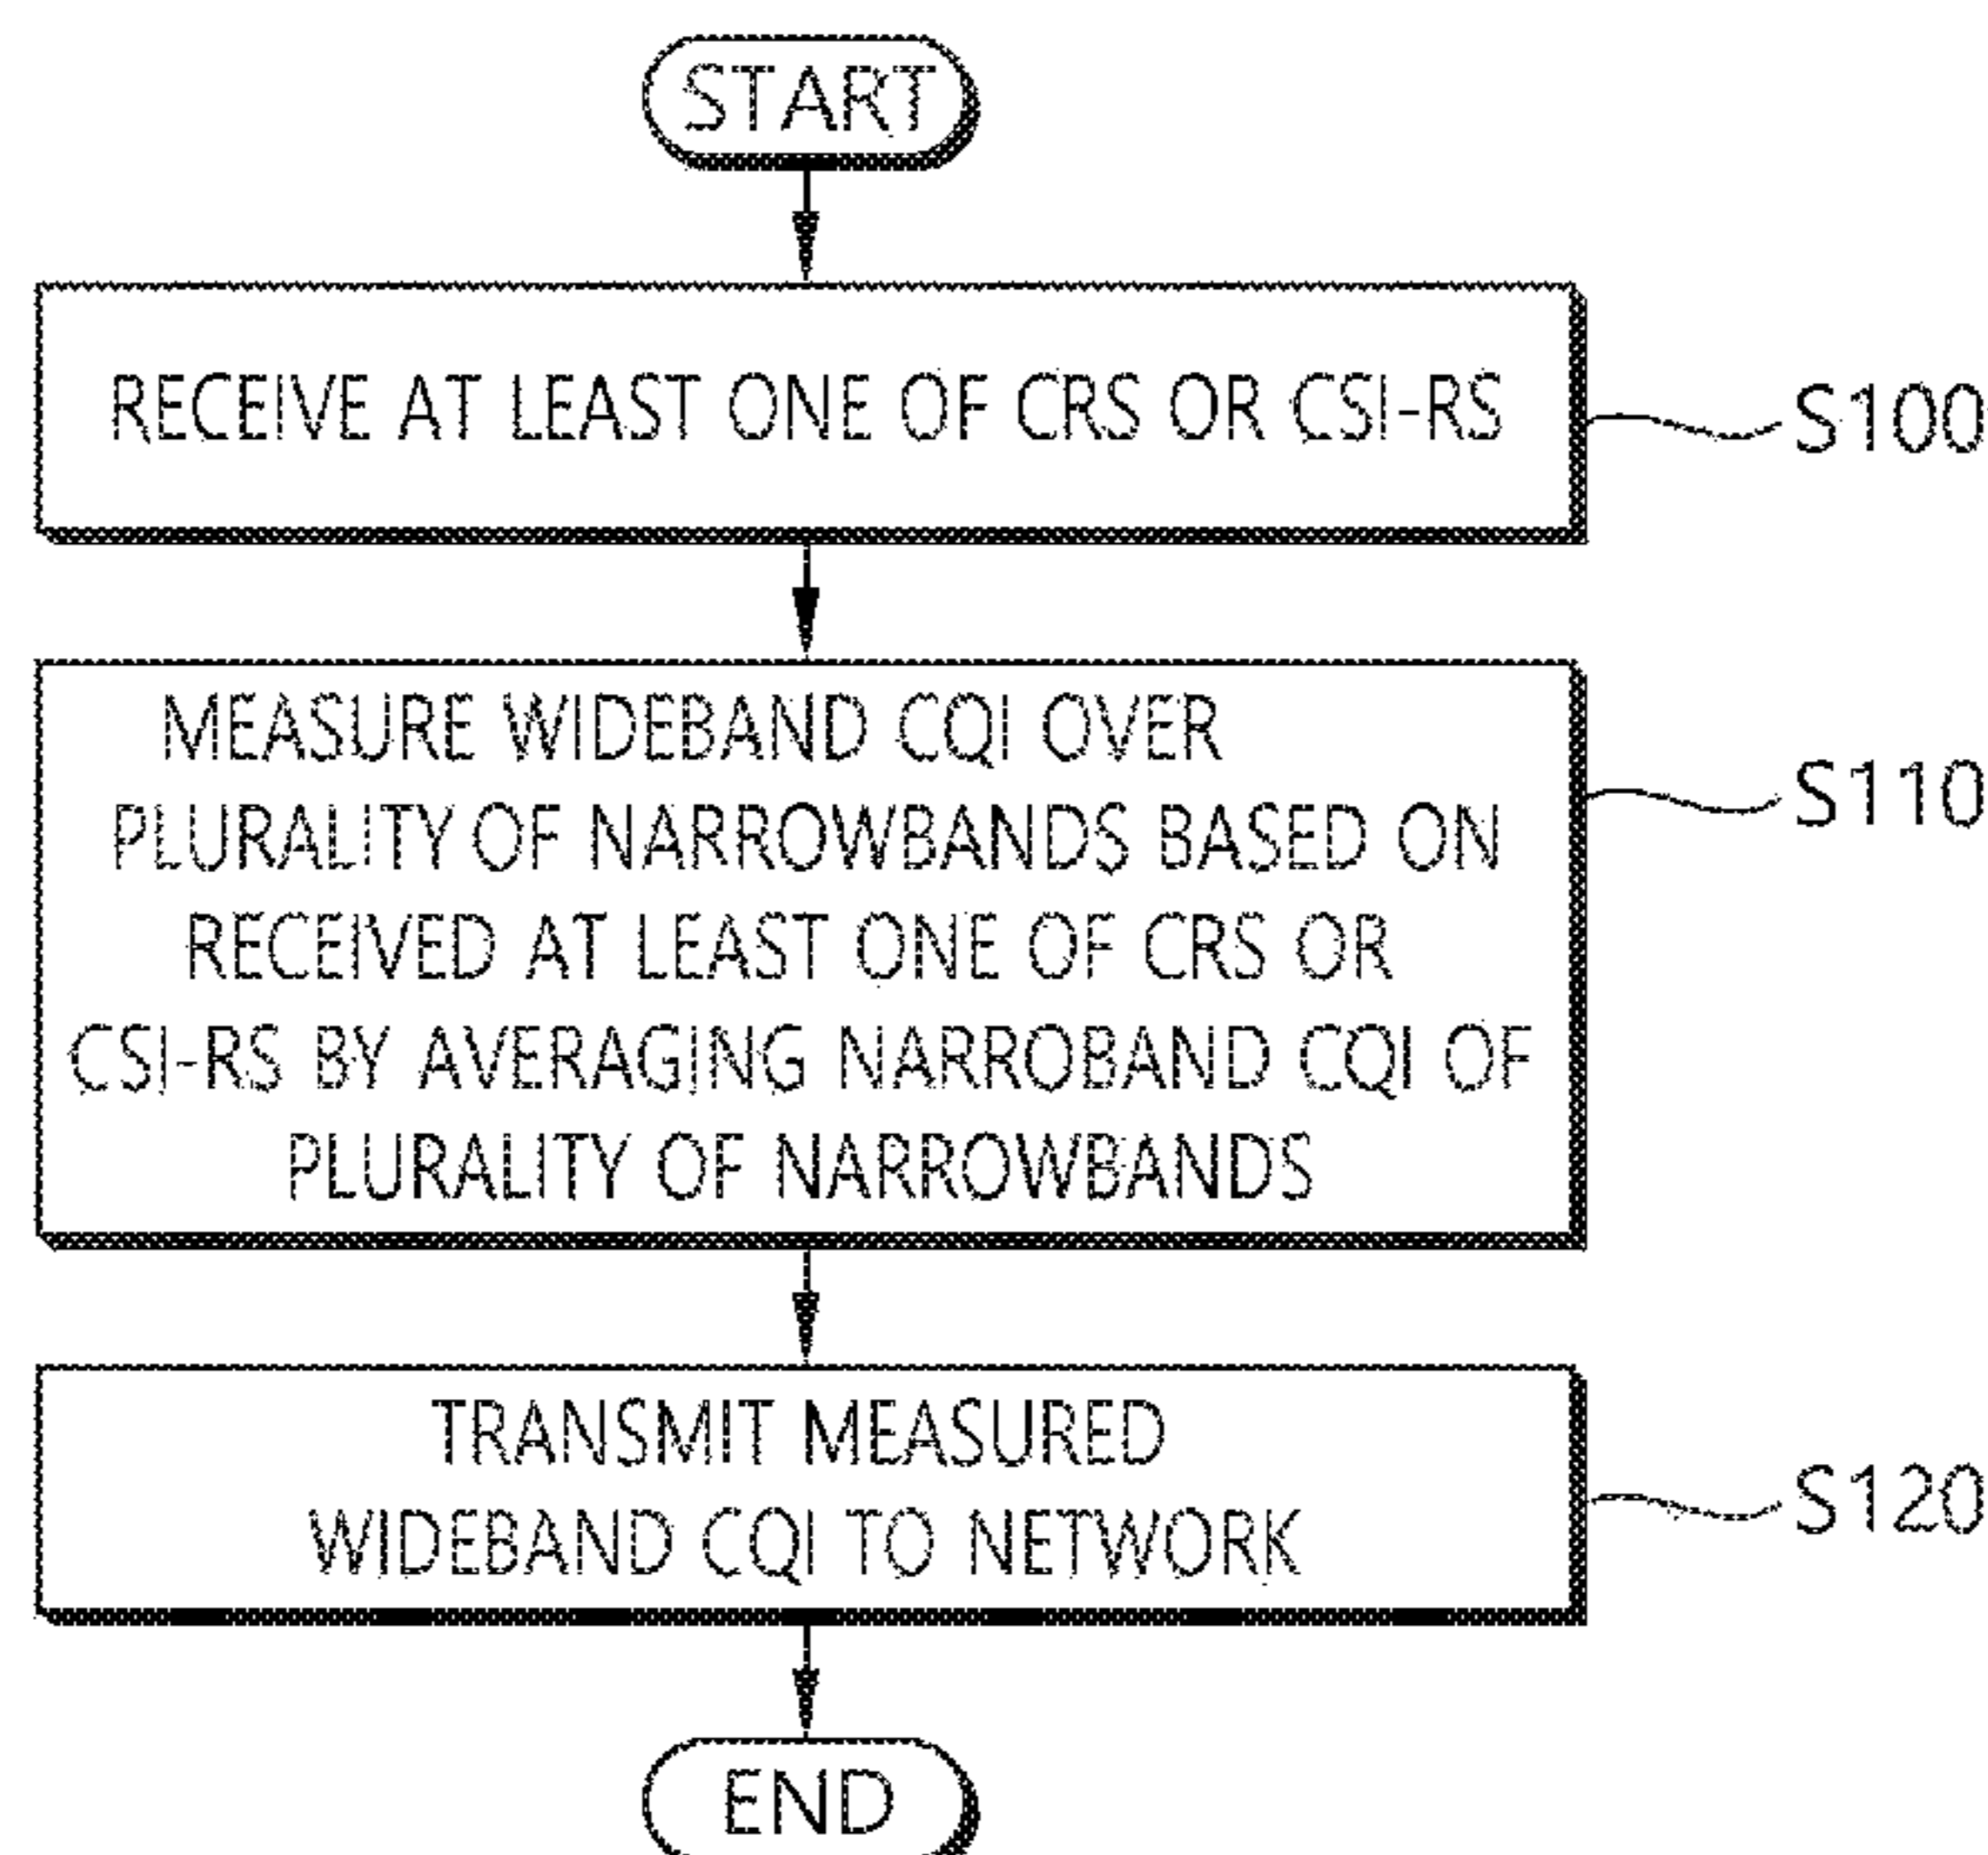 START
RECEIVE AT LEAST ONE OF CRS OR CSI-RS
S100
MEASURE WIDEBAND CQI OVER
PLURALITY OF NARROWBANDS BASED ON
RECEIVED AT LEAST ONE OF CRS OR
CSI-RS BY AVERAGING NARROBAND CQI OF
PLURALITY OF NARROWBANDS
S110
TRANSMIT MEASURED
WIDEBAND CQI TO NETWORK
S120
END